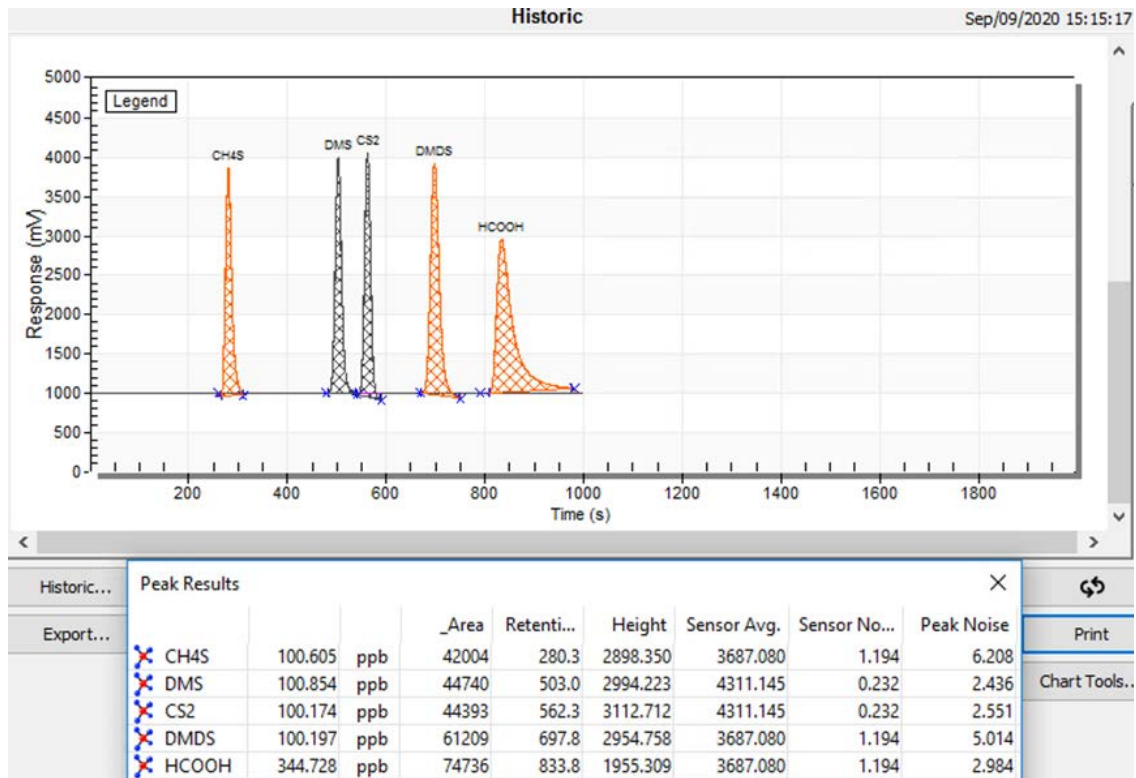 Historic
Sep/09/2020 15:15:17
Legend
5000
4500
4000
3500
3000
2500
2000
1500
1000
500
0
Response (mV)
CH4S
DMS
CS2
DMDS
HCOOH
200 400 600 800 1000 1200 1400 1600 1800
Time (s)
Historic...
Export...
Peak Results
_Area Retenti... Height Sensor Avg. Sensor No... Peak Noise
CH4S 100.605 ppb 42004 280.3 2898.350 3687.080 1.194 6.208
DMS 100.854 ppb 44740 503.0 2994.223 4311.145 0.232 2.436
CS2 100.174 ppb 44393 562.3 3112.712 4311.145 0.232 2.551
DMDS 100.197 ppb 61209 697.8 2954.758 3687.080 1.194 5.014
HCOOH 344.728 ppb 74736 833.8 1955.309 3687.080 1.194 2.984
Print
Chart Tools..